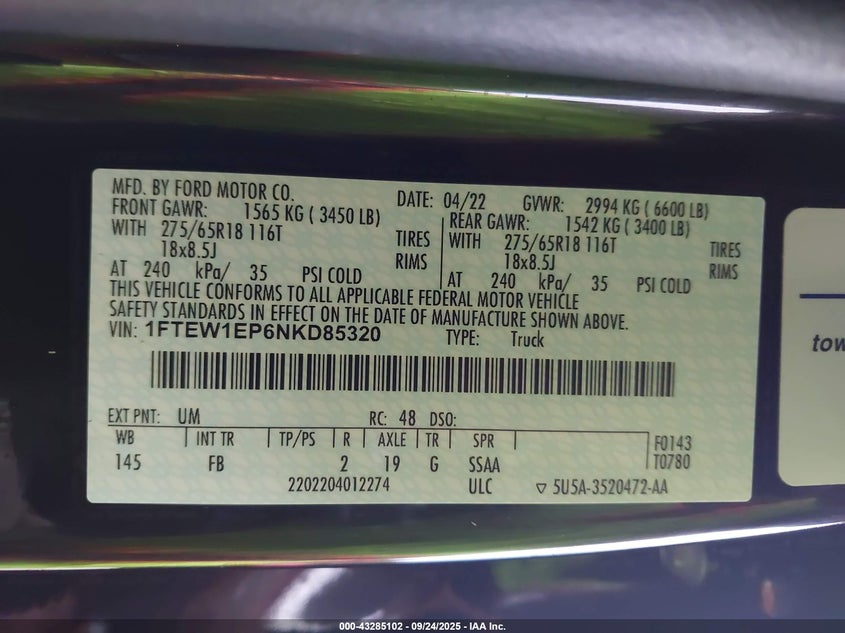 MFD. BY FORD MOTOR CO. DATE: 04/22 GVWR: 2994 KG ( 6600 LB)
FRONT GAWR: 1565 KG ( 3450 LB) REAR GAWR: 1542 KG ( 3400 LB)
WITH 275/65R18 116T TIRES WITH 275/65R18 116T TIRES
18x8.5J RIMS 18x8.5J RIMS
AT 240 kPa/ 35 PSI COLD AT 240 kPa/ 35 PSI COLD
THIS VEHICLE CONFORMS TO ALL APPLICABLE FEDERAL MOTOR VEHICLE
SAFETY STANDARDS IN EFFECT ON THE DATE OF MANUFACTURE SHOWN ABOVE.
VIN: 1FTEW1EP6NKD85320 TYPE: Truck
EXT PNT: UM RC: 48 DSO:
WB INT TR TP/PS R AXLE TR SPR F0143
145 FB 2 19 G SSAA T0780
2202204012274 ULC ▽ 5U5A-3520472-AA
tow
000-43285102 - 09/24/2025 - IAA Inc.